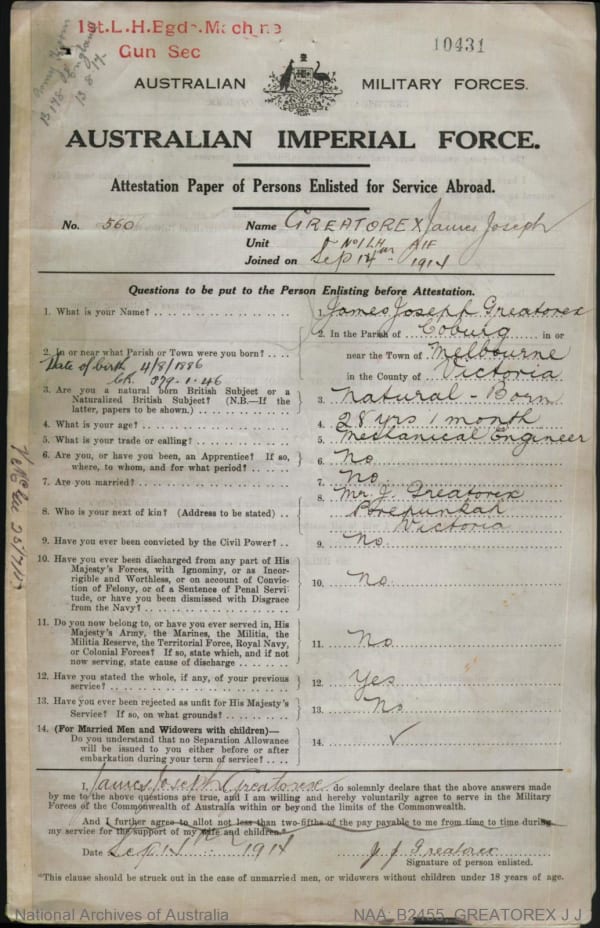 1st.L.H.Egde.Machine
Gun Sec
10431
B 198
13 8 17
AUSTRALIAN MILITARY FORCES.
AUSTRALIAN IMPERIAL FORCE.
Attestation Paper of Persons Enlisted for Service Abroad.
No. 560 Name GREATOREX James Joseph
Unit No 1 LH AIF
Joined on Sep 14th 1914
Questions to be put to the Person Enlisting before Attestation.
1. What is your Name? 1. James Joseph Greatorex
2. In or near what Parish or Town were you born? 2. In the Parish of Coburg in or
near the Town of Melbourne
in the County of Victoria
Date of birth 4/8/1886
379-1-46
3. Are you a natural born British Subject or a
Naturalized British Subject? (N.B.—If the
latter, papers to be shown.) 3. Natural - Born
4. What is your age? 4. 28 yrs 1 month
5. What is your trade or calling? 5. Mechanical Engineer
6. Are you, or have you been, an Apprentice? If so,
where, to whom, and for what period? 6. No
7. Are you married? 7. No
8. Who is your next of kin? (Address to be stated) 8. Mr J. Greatorex
Porepunkah
Victoria
9. Have you ever been convicted by the Civil Power? 9. No
10. Have you ever been discharged from any part of His
Majesty's Forces, with Ignominy, or as Incor-
rigible and Worthless, or on account of Convic-
tion of Felony, or of a Sentence of Penal Servi-
tude, or have you been dismissed with Disgrace
from the Navy? 10. No
11. Do you now belong to, or have you ever served in, His
Majesty's Army, the Marines, the Militia, the
Militia Reserve, the Territorial Force, Royal Navy,
or Colonial Forces? If so, state which, and if not
now serving, state cause of discharge 11. No
12. Have you stated the whole, if any, of your previous
service? 12. Yes
13. Have you ever been rejected as unfit for His Majesty's
Service? If so, on what grounds? 13. No
14. (For Married Men and Widowers with children)—
Do you understand that no Separation Allowance
will be issued to you either before or after
embarkation during your term of service? 14. ✓
I, James Joseph Greatorex do solemnly declare that the above answers made
by me to the above questions are true, and I am willing and hereby voluntarily agree to serve in the Military
Forces of the Commonwealth of Australia within or beyond the limits of the Commonwealth.
And I further agree to allot not less than two-fifths of the pay payable to me from time to time during
my service for the support of my wife and children.
Date Sep 14th 1914 J J Greatorex
Signature of person enlisted.
*This clause should be struck out in the case of unmarried men, or widowers without children under 18 years of age.
National Archives of Australia NAA: B2455, GREATOREX J J